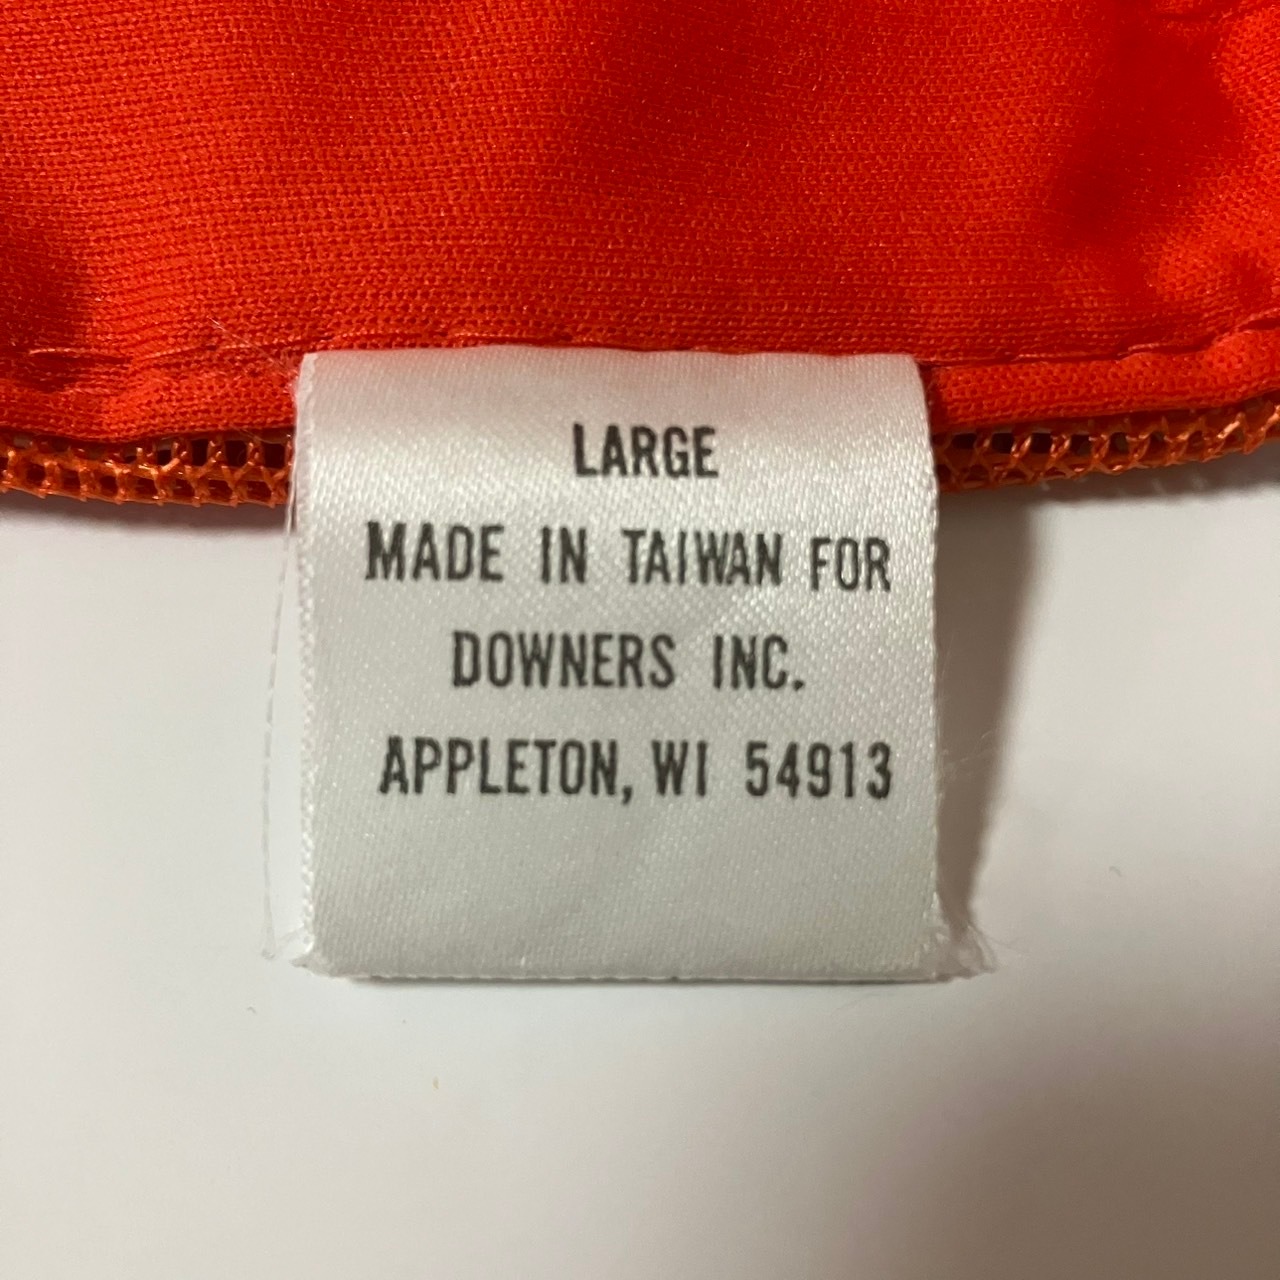 LARGE
MADE IN TAIWAN FOR
DOWNERS INC.
APPLETON, WI 54913